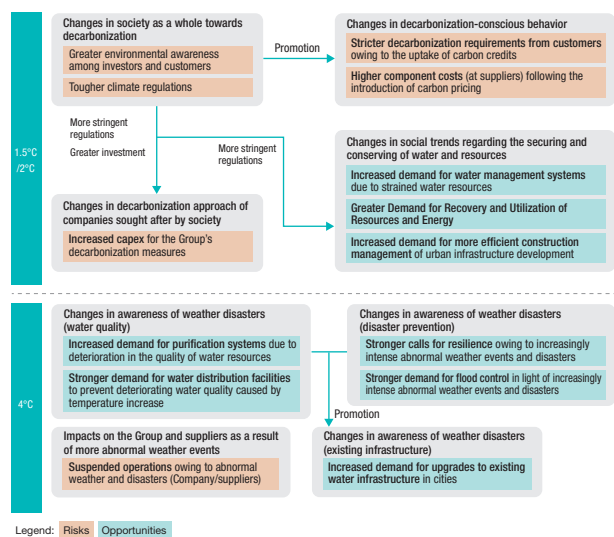 Changes in society as a whole towards
decarbonization
Greater environmental awareness
among investors and customers
Tougher climate regulations
Promotion
Changes in decarbonization-conscious behavior
Stricter decarbonization requirements from customers
owing to the uptake of carbon credits
Higher component costs (at suppliers) following the
introduction of carbon pricing
1.5°C
/2°C
More stringent
regulations
Greater investment
More stringent
regulations
Changes in social trends regarding the securing and
conserving of water and resources
Increased demand for water management systems
due to strained water resources
Greater Demand for Recovery and Utilization of
Resources and Energy
Increased demand for more efficient construction
management of urban infrastructure development
Changes in decarbonization approach of
companies sought after by society
Increased capex for the Group's
decarbonization measures
4°C
Changes in awareness of weather disasters
(water quality)
Increased demand for purification systems due to
deterioration in the quality of water resources
Stronger demand for water distribution facilities
to prevent deteriorating water quality caused by
temperature increase
Changes in awareness of weather disasters
(disaster prevention)
Stronger calls for resilience owing to increasingly
intense abnormal weather events and disasters
Stronger demand for flood control in light of increasingly
intense abnormal weather events and disasters
Promotion
Impacts on the Group and suppliers as a result
of more abnormal weather events
Suspended operations owing to abnormal
weather and disasters (Company/suppliers)
Changes in awareness of weather disasters
(existing infrastructure)
Increased demand for upgrades to existing
water infrastructure in cities
Legend: Risks Opportunities